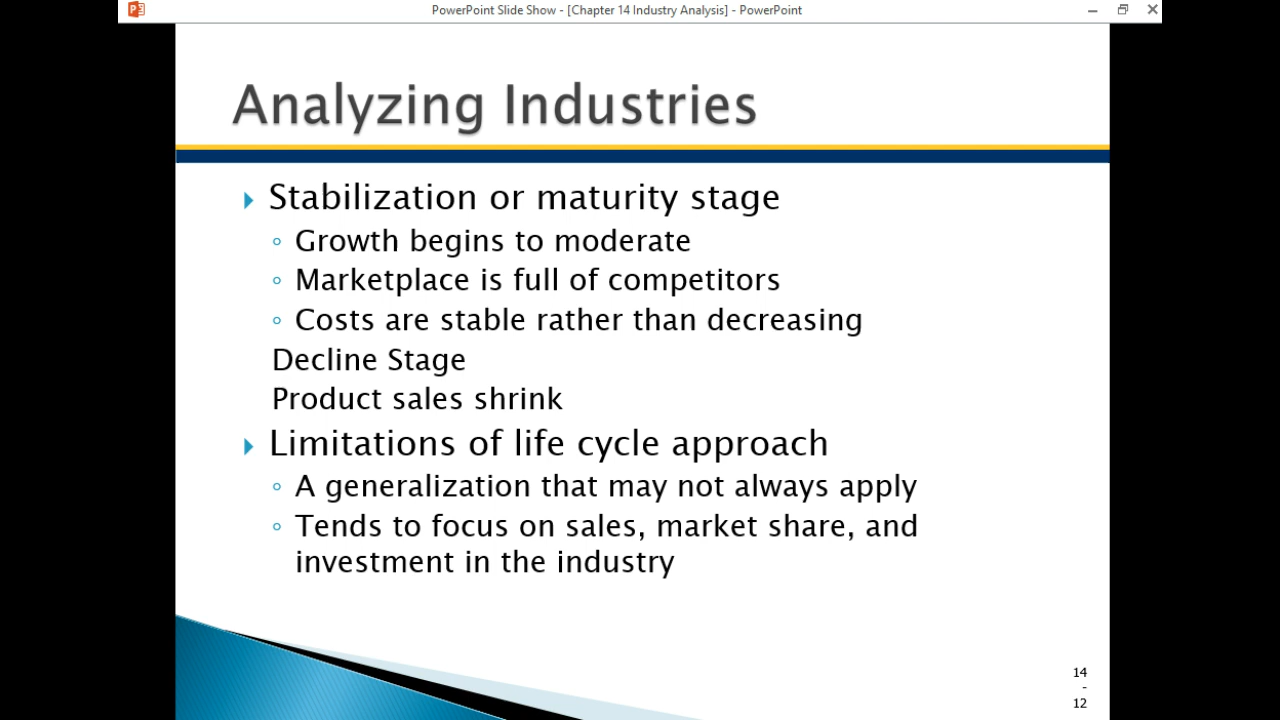 PowerPoint Slide Show - [Chapter 14 Industry Analysis] - PowerPoint
Analyzing Industries
Stabilization or maturity stage
Growth begins to moderate
Marketplace is full of competitors
Costs are stable rather than decreasing
Decline Stage
Product sales shrink
Limitations of life cycle approach
A generalization that may not always apply
Tends to focus on sales, market share, and
investment in the industry
14
-
12